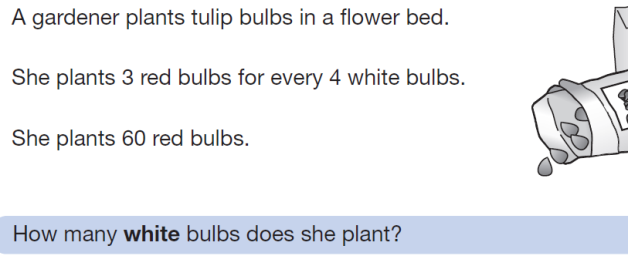 A gardener plants tulip bulbs in a flower bed.
She plants 3 red bulbs for every 4 white bulbs.
She plants 60 red bulbs.
How many white bulbs does she plant?